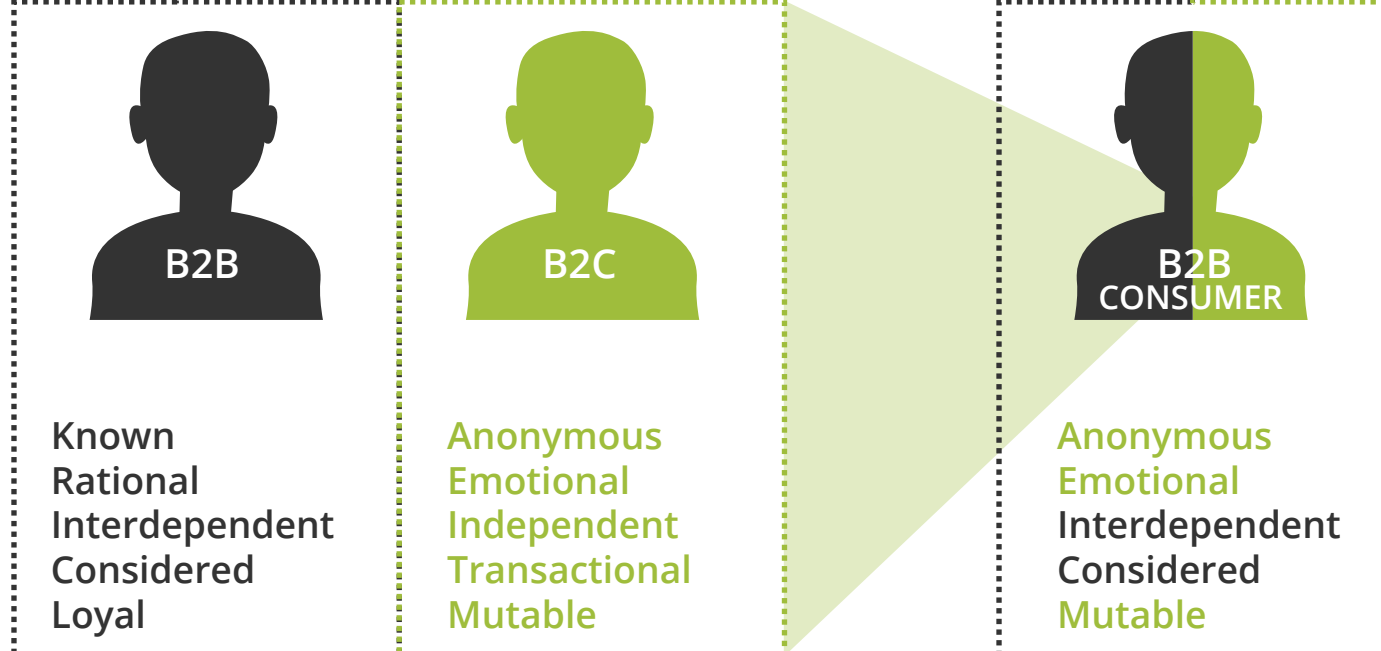 B2B
Known
Rational
Interdependent
Considered
Loyal
B2C
Anonymous
Emotional
Independent
Transactional
Mutable
B2B
CONSUMER
Anonymous
Emotional
Interdependent
Considered
Mutable